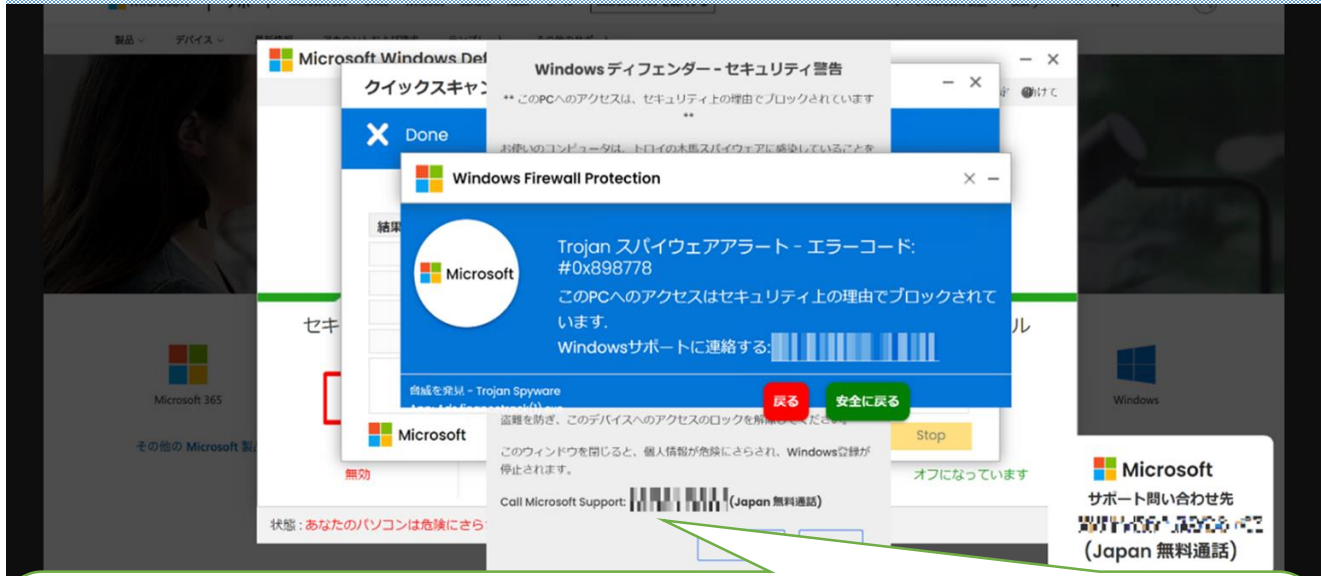 製品
デバイス
Microsoft Windows Def
Windows ディフェンダー - セキュリティ警告
クイックスキャン
** このPCへのアクセスは、セキュリティ上の理由でブロックされています
**
Done
お使いのコンピュータは、トロイの木馬スパイウェアに感染していることを
Windows Firewall Protection
結果
Microsoft
Trojan スパイウェアアラート - エラーコード:
#0x898778
このPCへのアクセスはセキュリティ上の理由でブロックされて
います.
Windowsサポートに連絡する:
セキ
ル
脅威を発見 - Trojan Spyware
戻る
安全に戻る
Microsoft 365
Windows
盗難を防ぎ、このデバイスへのアクセスのロックを解除してください。
その他の Microsoft 製
Microsoft
Stop
このウィンドウを閉じると、個人情報が危険にさらされ、Windows登録が
停止されます。
無効
オフになっています
Call Microsoft Support:
(Japan 無料通話)
状態 : あなたのパソコンは危険にさら
Microsoft
サポート問い合わせ先
(Japan 無料通話)